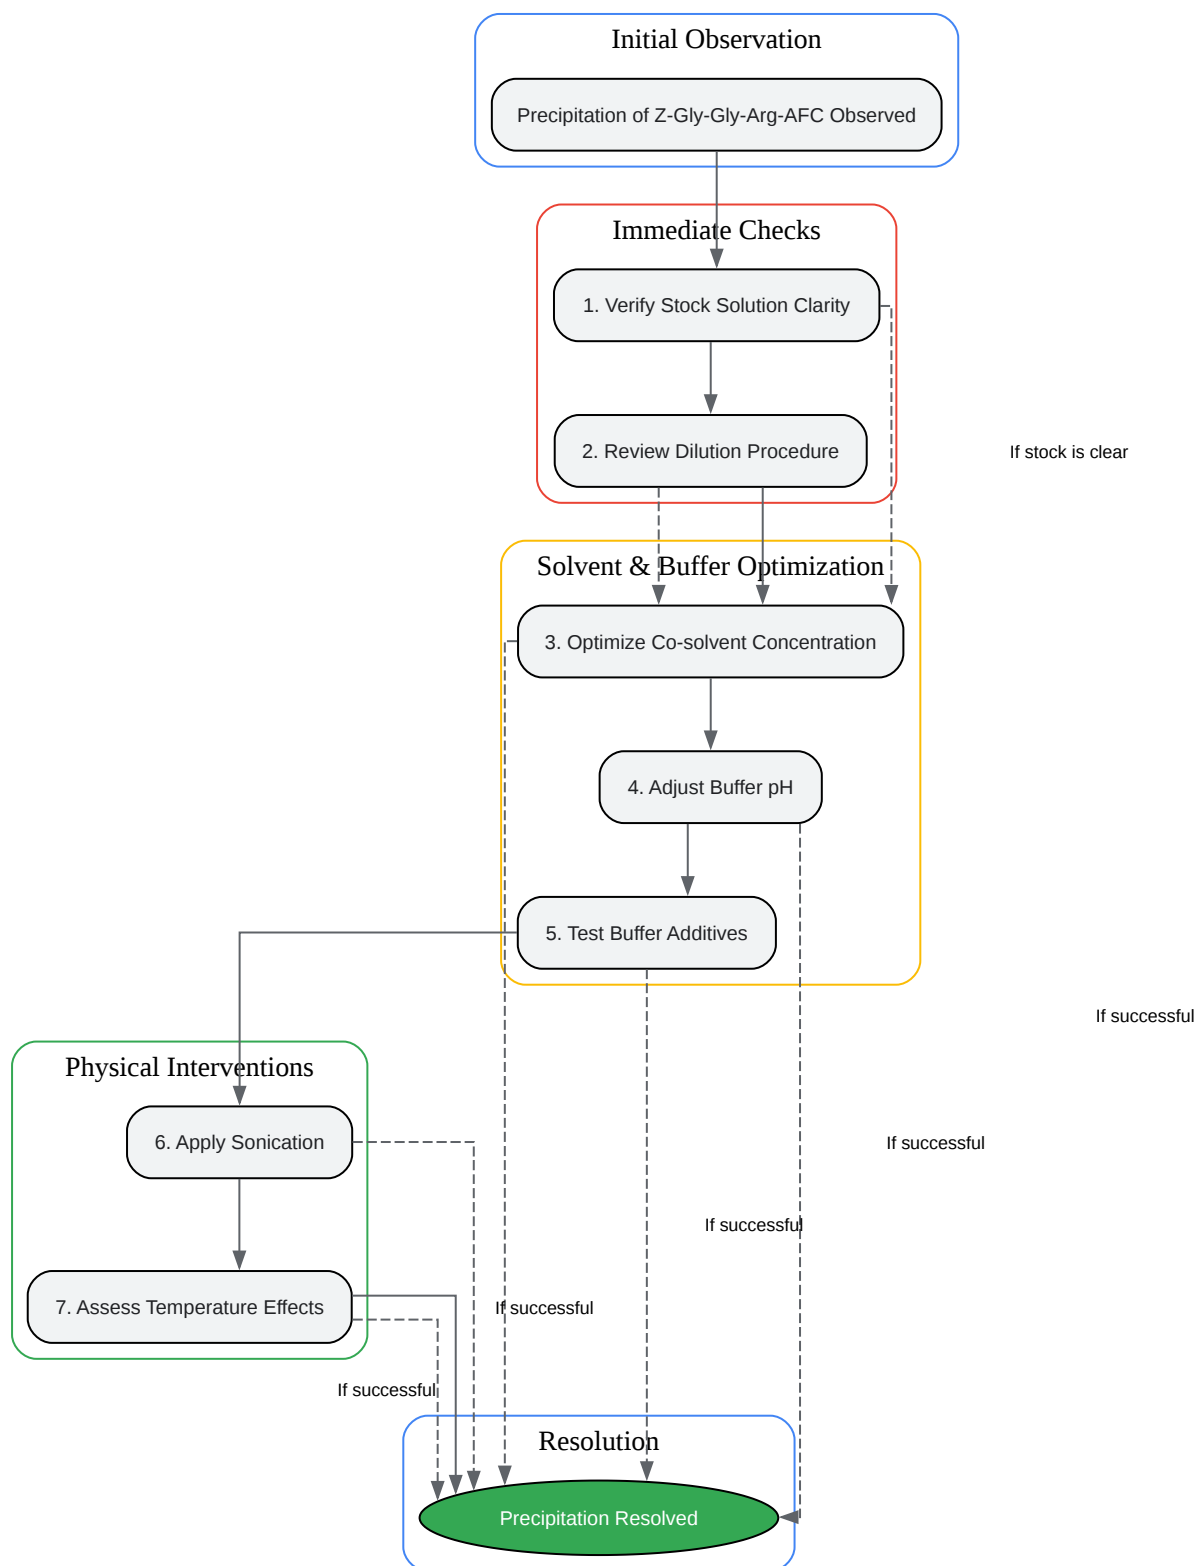 Initial Observation
Precipitation of Z-Gly-Gly-Arg-AFC Observed
Immediate Checks
1. Verify Stock Solution Clarity
2. Review Dilution Procedure
If stock is clear
Solvent & Buffer Optimization
3. Optimize Co-solvent Concentration
4. Adjust Buffer pH
5. Test Buffer Additives
If successful
Physical Interventions
6. Apply Sonication
If successful
If successful
7. Assess Temperature Effects
If successful
If successful
Resolution
Precipitation Resolved